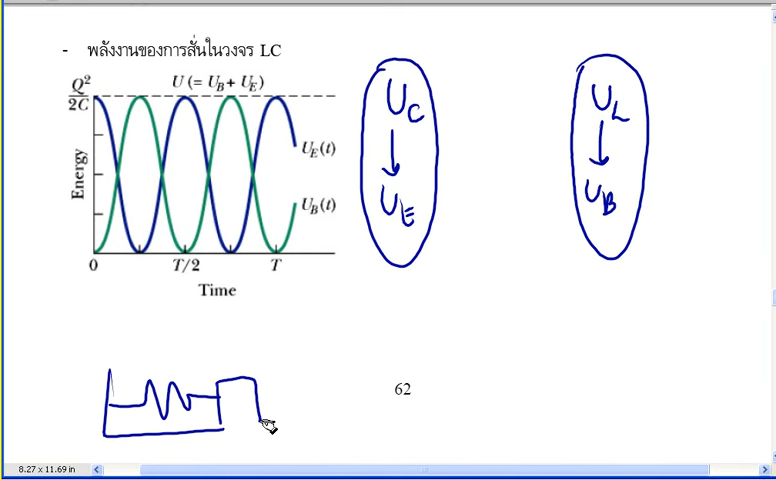 - พลังงานของการสั่นในวงจร LC
Q²
2C
U (= U_B + U_E)
U_E(t)
U_B(t)
Energy
0
T/2
T
Time
U_C
↓
U_E
U_L
↓
U_B
62
8.27 x 11.69 in